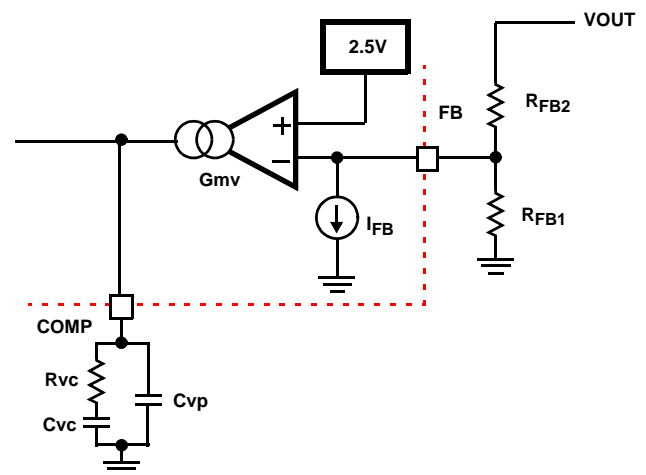 VOUT
2.5V
FB
RFB2
+
−
Gmv
IFB
RFB1
COMP
Rvc
Cvc
Cvp